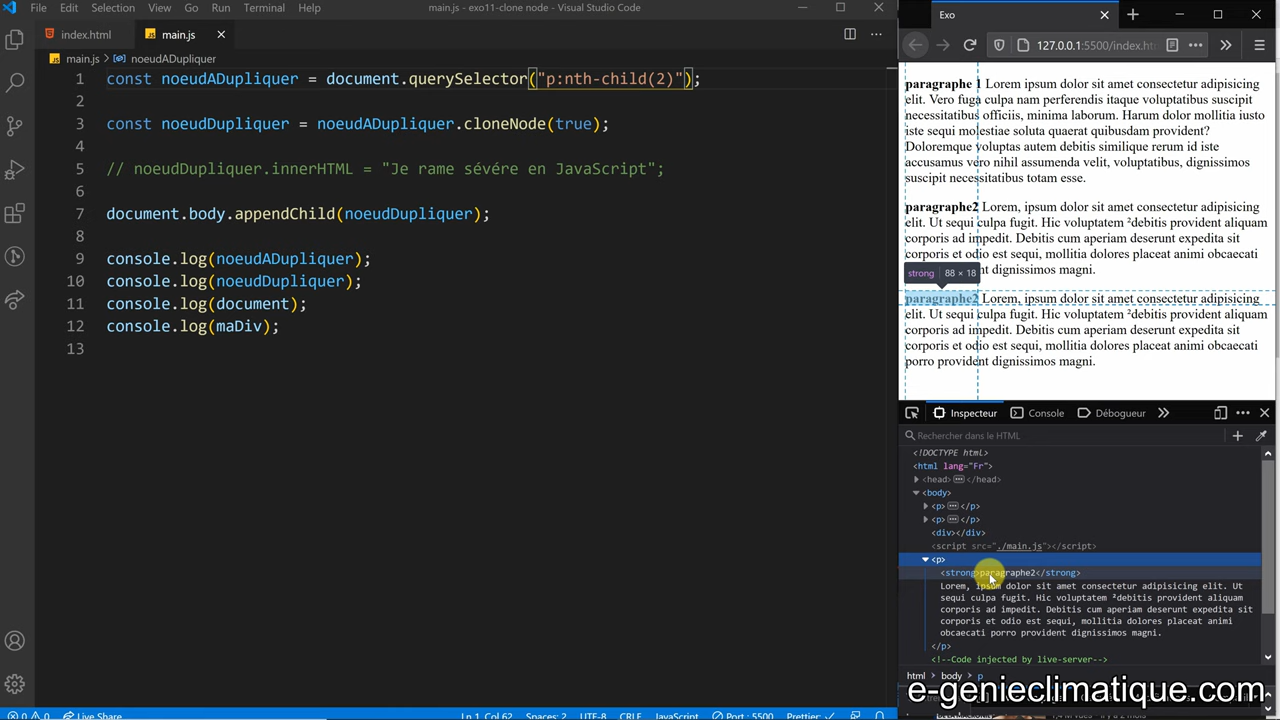 File Edit Selection View Go Run Terminal Help
main.js - exo11-clone node - Visual Studio Code
index.html
main.js
main.js > noeudADupliquer
1 const noeudADupliquer = document.querySelector("p:nth-child(2)");
2
3 const noeudDupliquer = noeudADupliquer.cloneNode(true);
4
5 // noeudDupliquer.innerHTML = "Je rame sévére en JavaScript";
6
7 document.body.appendChild(noeudDupliquer);
8
9 console.log(noeudADupliquer);
10 console.log(noeudDupliquer);
11 console.log(document);
12 console.log(maDiv);
13
0 0 Live Share
Ln 1, Col 62 Spaces: 2 UTF-8 CRLF JavaScript Port : 5500 Prettier: ✓
Exo
127.0.0.1:5500/index.ht
paragraphe 1 Lorem ipsum dolor sit amet consectetur adipisicing
elit. Vero fuga culpa nam perferendis itaque voluptatibus suscipit
necessitatibus officiis, minima laborum. Harum dolor mollitia iusto
iste sequi molestiae soluta quaerat quibusdam provident?
Doloremque voluptas autem debitis similique rerum id iste
accusamus vero nihil assumenda velit, voluptatibus, dignissimos
suscipit necessitatibus totam esse.
paragraphe2 Lorem, ipsum dolor sit amet consectetur adipisicing
elit. Ut sequi culpa fugit. Hic voluptatem ²debitis provident aliquam
corporis ad impedit. Debitis cum aperiam deserunt expedita sit
corporis et odio est sequi, mollitia dolores placeat animi obcaecati
nt dignissimos magni.
strong 88 × 18
paragraphe2 Lorem, ipsum dolor sit amet consectetur adipisicing
elit. Ut sequi culpa fugit. Hic voluptatem ²debitis provident aliquam
corporis ad impedit. Debitis cum aperiam deserunt expedita sit
corporis et odio est sequi, mollitia dolores placeat animi obcaecati
porro provident dignissimos magni.
Inspecteur Console Débogueur
Rechercher dans le HTML
<!DOCTYPE html>
<html lang="Fr">
<head> </head>
<body>
<p> </p>
<p> </p>
<div></div>
<script src="./main.js"></script>
<p>
<strong>paragraphe2</strong>
Lorem, ipsum dolor sit amet consectetur adipisicing elit. Ut
sequi culpa fugit. Hic voluptatem ²debitis provident aliquam
corporis ad impedit. Debitis cum aperiam deserunt expedita sit
corporis et odio est sequi, mollitia dolores placeat animi
obcaecati porro provident dignissimos magni.
</p>
<!--Code injected by live-server-->
html body p
e-genieclimatique.com